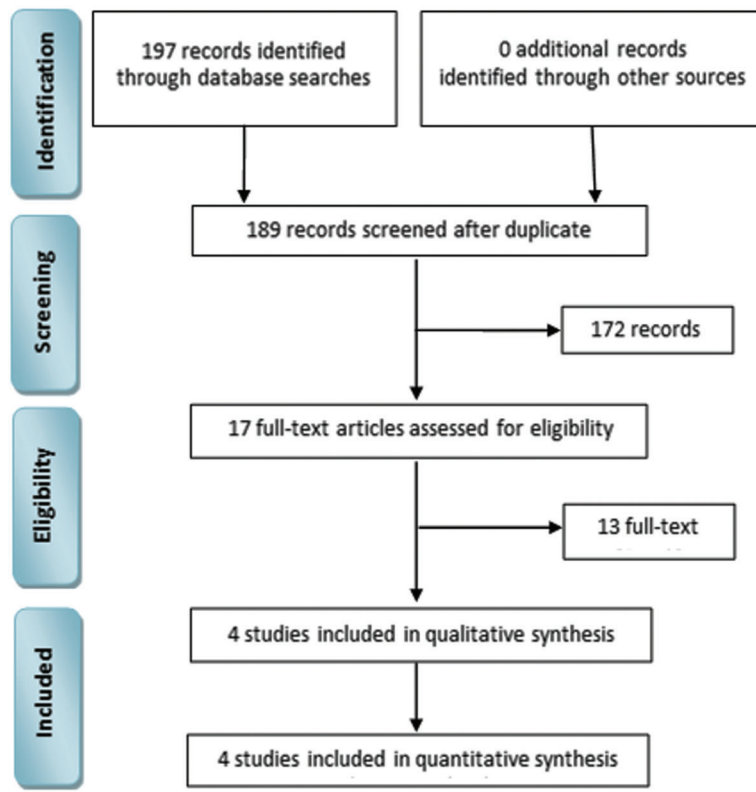 Identification
197 records identified
through database searches
0 additional records
identified through other sources
189 records screened after duplicate
Screening
172 records
17 full-text articles assessed for eligibility
Eligibility
13 full-text
4 studies included in qualitative synthesis
Included
4 studies included in quantitative synthesis